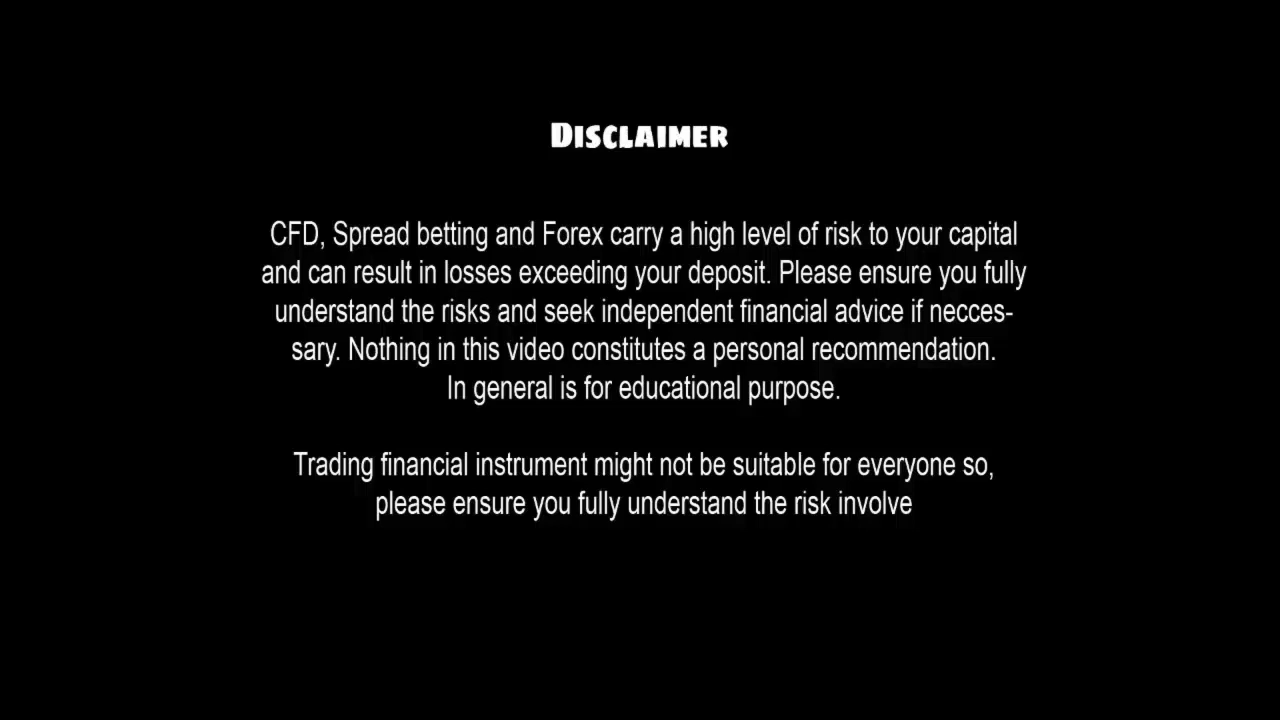 Disclaimer
CFD, Spread betting and Forex carry a high level of risk to your capital
and can result in losses exceeding your deposit. Please ensure you fully
understand the risks and seek independent financial advice if necces-
sary. Nothing in this video constitutes a personal recommendation.
In general is for educational purpose.
Trading financial instrument might not be suitable for everyone so,
please ensure you fully understand the risk involve